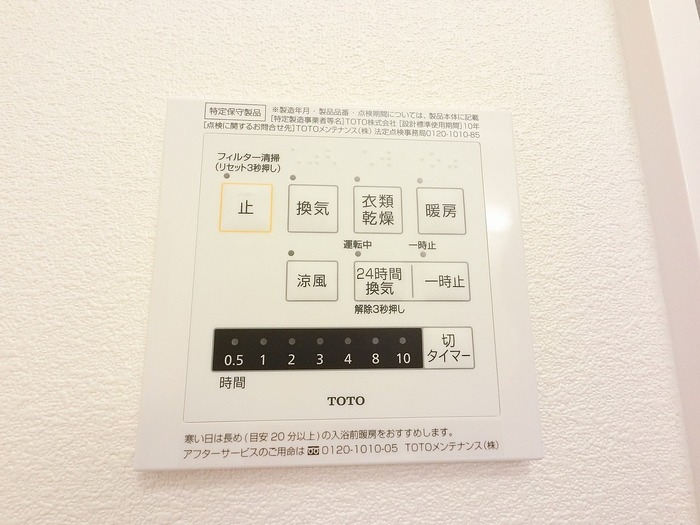 特定保守製品 ※製造年月・製品品番・点検期間については、製品本体に記載
[特定製造事業者等名]TOTO株式会社 [設計標準使用期間]10年
[点検に関するお問合せ先]TOTOメンテナンス(株) 法定点検事務局0120-1010-85
フィルター清掃
(リセット3秒押し)
止 換気 衣類乾燥 暖房
運転中 一時止
涼風 24時間換気 一時止
解除3秒押し
0.5 1 2 3 4 8 10 切タイマー
時間
TOTO
寒い日は長め(目安20分以上)の入浴前暖房をおすすめします。
アフターサービスのご用命は 0120-1010-05 TOTOメンテナンス(株)